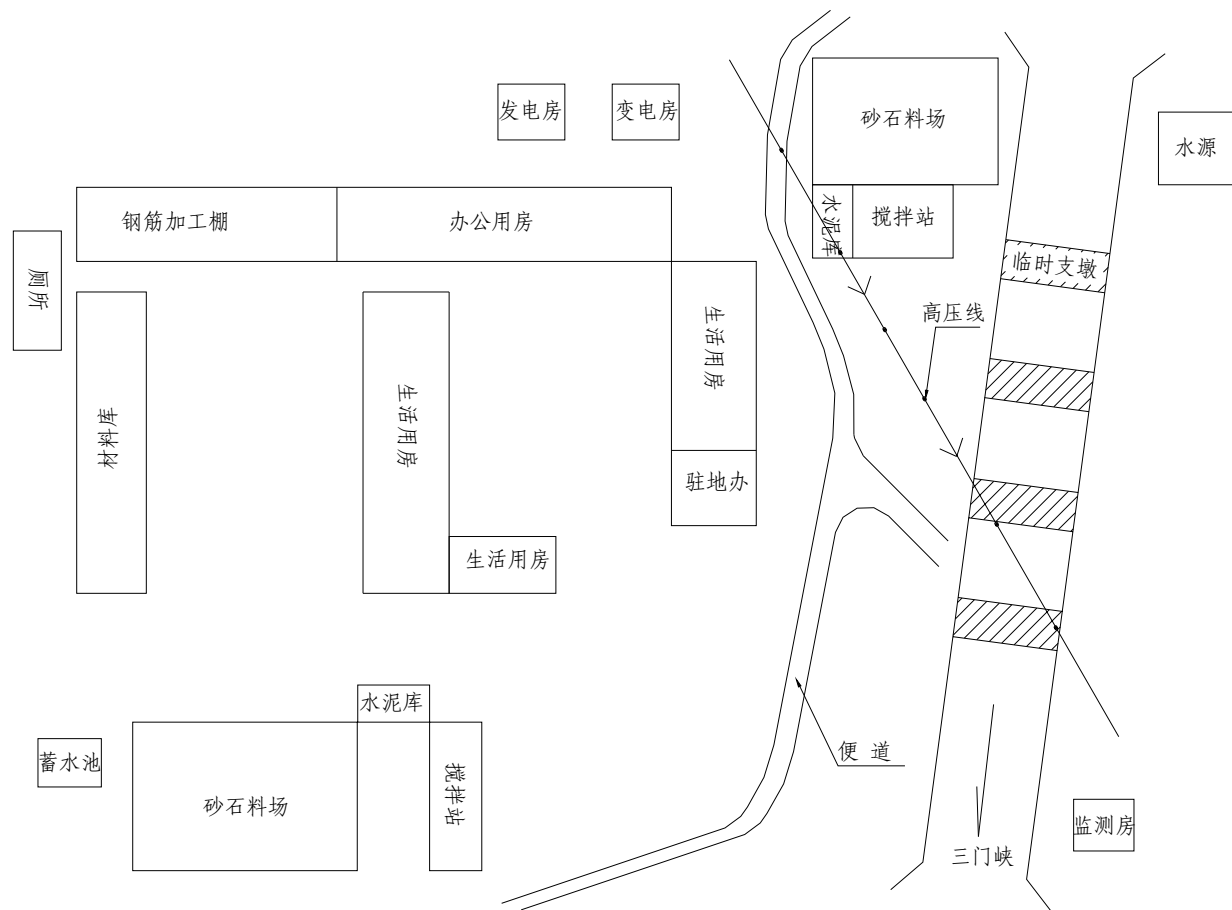 发电房
变电房
砂石料场
水源
钢筋加工棚
办公用房
水泥库
搅拌站
厕所
临时支墩
高压线
生活用房
材料库
生活用房
驻地办
生活用房
水泥库
蓄水池
砂石料场
搅拌站
便 道
监测房
三门峡